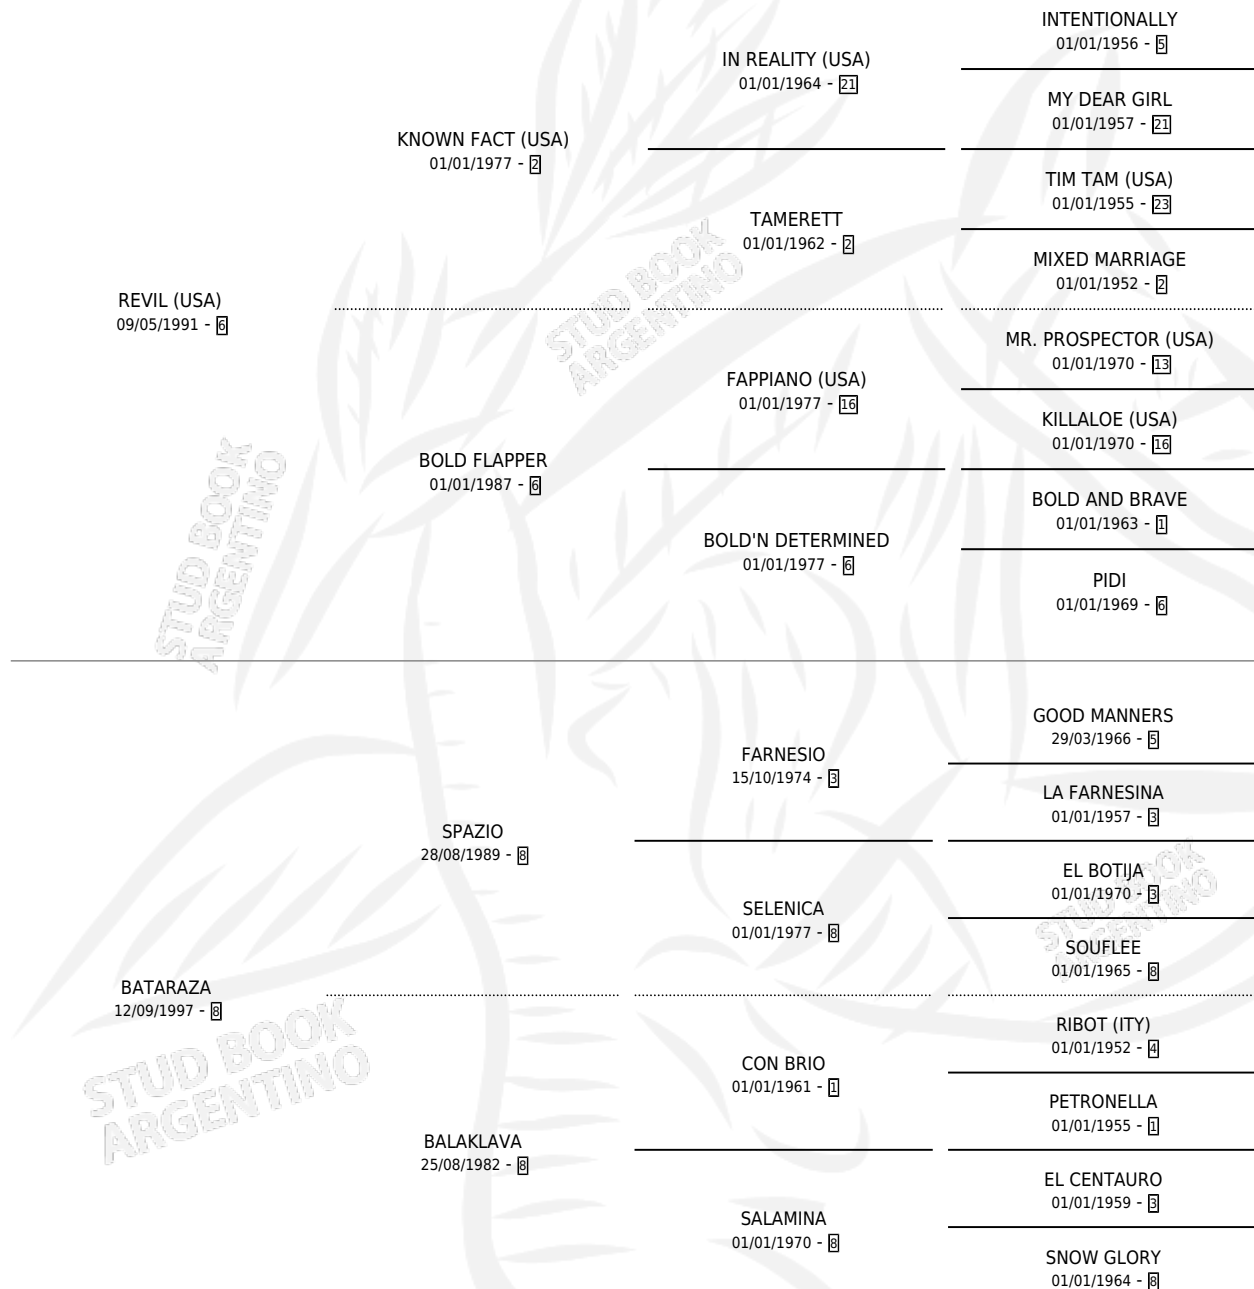 INTENTIONALLY
01/01/1956 - 5
IN REALITY (USA)
01/01/1964 - 21
MY DEAR GIRL
01/01/1957 - 21
KNOWN FACT (USA)
01/01/1977 - 2
TIM TAM (USA)
01/01/1955 - 23
TAMERETT
01/01/1962 - 2
MIXED MARRIAGE
01/01/1952 - 2
REVIL (USA)
09/05/1991 - 6
MR. PROSPECTOR (USA)
01/01/1970 - 13
FAPPIANO (USA)
01/01/1977 - 16
KILLALOE (USA)
01/01/1970 - 16
BOLD FLAPPER
01/01/1987 - 6
BOLD AND BRAVE
01/01/1963 - 1
BOLD'N DETERMINED
01/01/1977 - 6
PIDI
01/01/1969 - 6
GOOD MANNERS
29/03/1966 - 5
FARNESIO
15/10/1974 - 3
LA FARNESINA
01/01/1957 - 3
SPAZIO
28/08/1989 - 8
EL BOTIJA
01/01/1970 - 3
SELENICA
01/01/1977 - 8
SOUFLEE
01/01/1965 - 8
BATARAZA
12/09/1997 - 8
RIBOT (ITY)
01/01/1952 - 4
CON BRIO
01/01/1961 - 1
PETRONELLA
01/01/1955 - 1
BALAKLAVA
25/08/1982 - 8
EL CENTAURO
01/01/1959 - 3
SALAMINA
01/01/1970 - 8
SNOW GLORY
01/01/1964 - 8
STUD BOOK
ARGENTINO
STUD BOOK
ARGENTINO
STUD BOOK
ARGENTINO
STUD BOOK
ARGENTINO